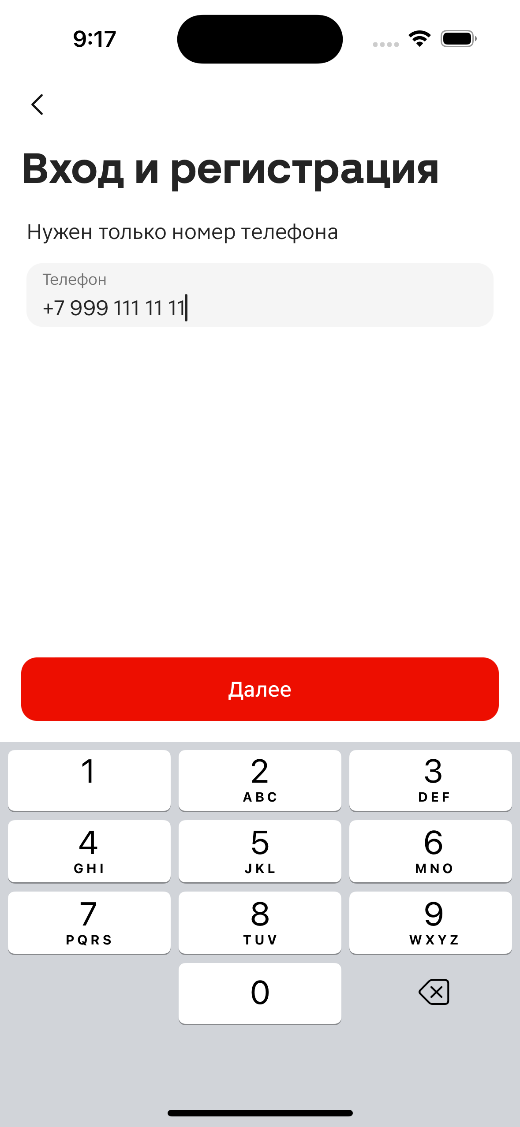 9:17
Вход и регистрация
Нужен только номер телефона
Телефон
+7 999 111 11 11
Далее
1
2
ABC
3
DEF
4
GHI
5
JKL
6
MNO
7
PQRS
8
TUV
9
WXYZ
0